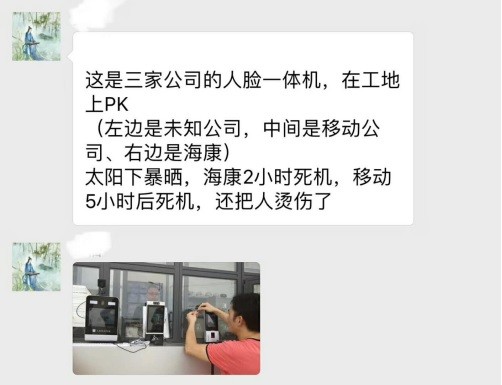 这是三家公司的人脸一体机，在工地
上PK
（左边是未知公司，中间是移动公
司、右边是海康）
太阳下暴晒，海康2小时死机，移动
5小时后死机，还把人烫伤了